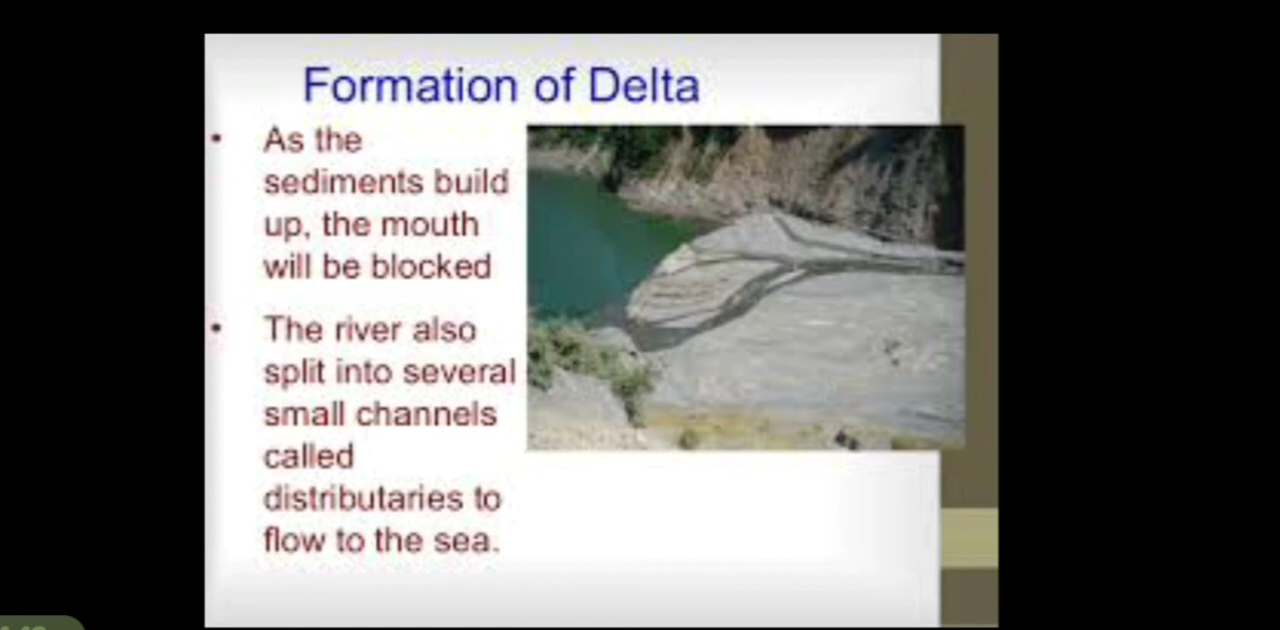 Formation of Delta
• As the
sediments build
up, the mouth
will be blocked
• The river also
split into several
small channels
called
distributaries to
flow to the sea.